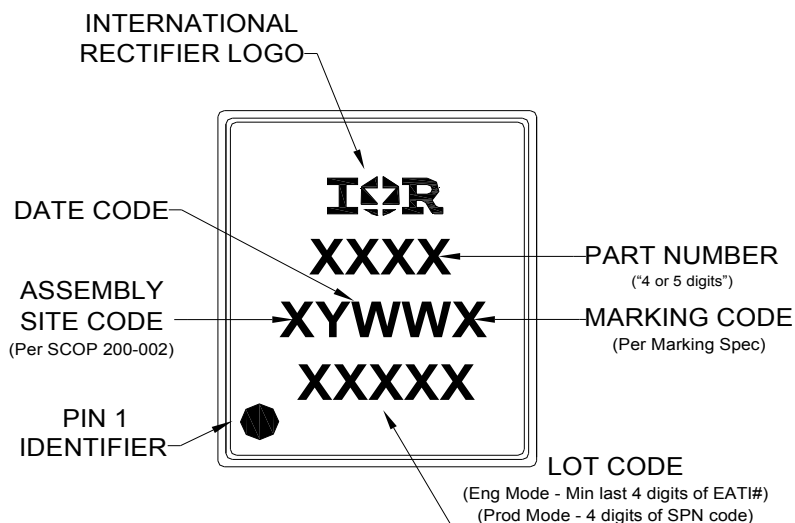 INTERNATIONAL
RECTIFIER LOGO
IOR
DATE CODE
XXXX
PART NUMBER
(“4 or 5 digits”)
ASSEMBLY
SITE CODE
(Per SCOP 200-002)
XYWWX
MARKING CODE
(Per Marking Spec)
XXXXX
PIN 1
IDENTIFIER
LOT CODE
(Eng Mode - Min last 4 digits of EATI#)
(Prod Mode - 4 digits of SPN code)